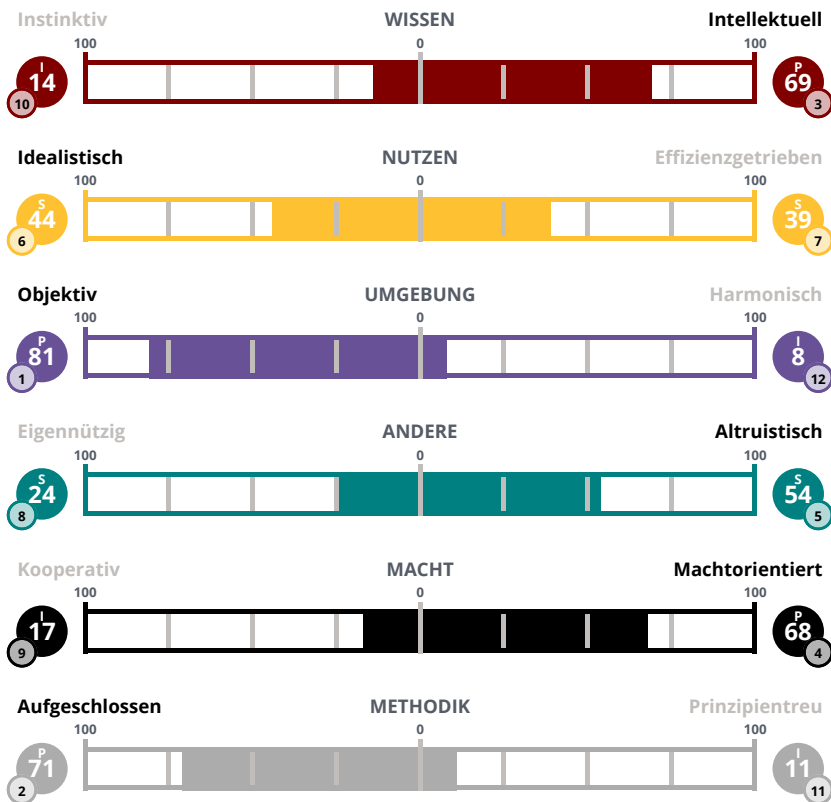 Instinktiv WISSEN Intellektuell
100 0 100
I 14 10 P 69 3
Idealistisch NUTZEN Effizienzgetrieben
100 0 100
S 44 6 S 39 7
Objektiv UMGEBUNG Harmonisch
100 0 100
P 81 1 I 8 12
Eigennützig ANDERE Altruistisch
100 0 100
S 24 8 S 54 5
Kooperativ MACHT Machtorientiert
100 0 100
I 17 9 P 68 4
Aufgeschlossen METHODIK Prinzipientreu
100 0 100
P 71 2 I 11 11